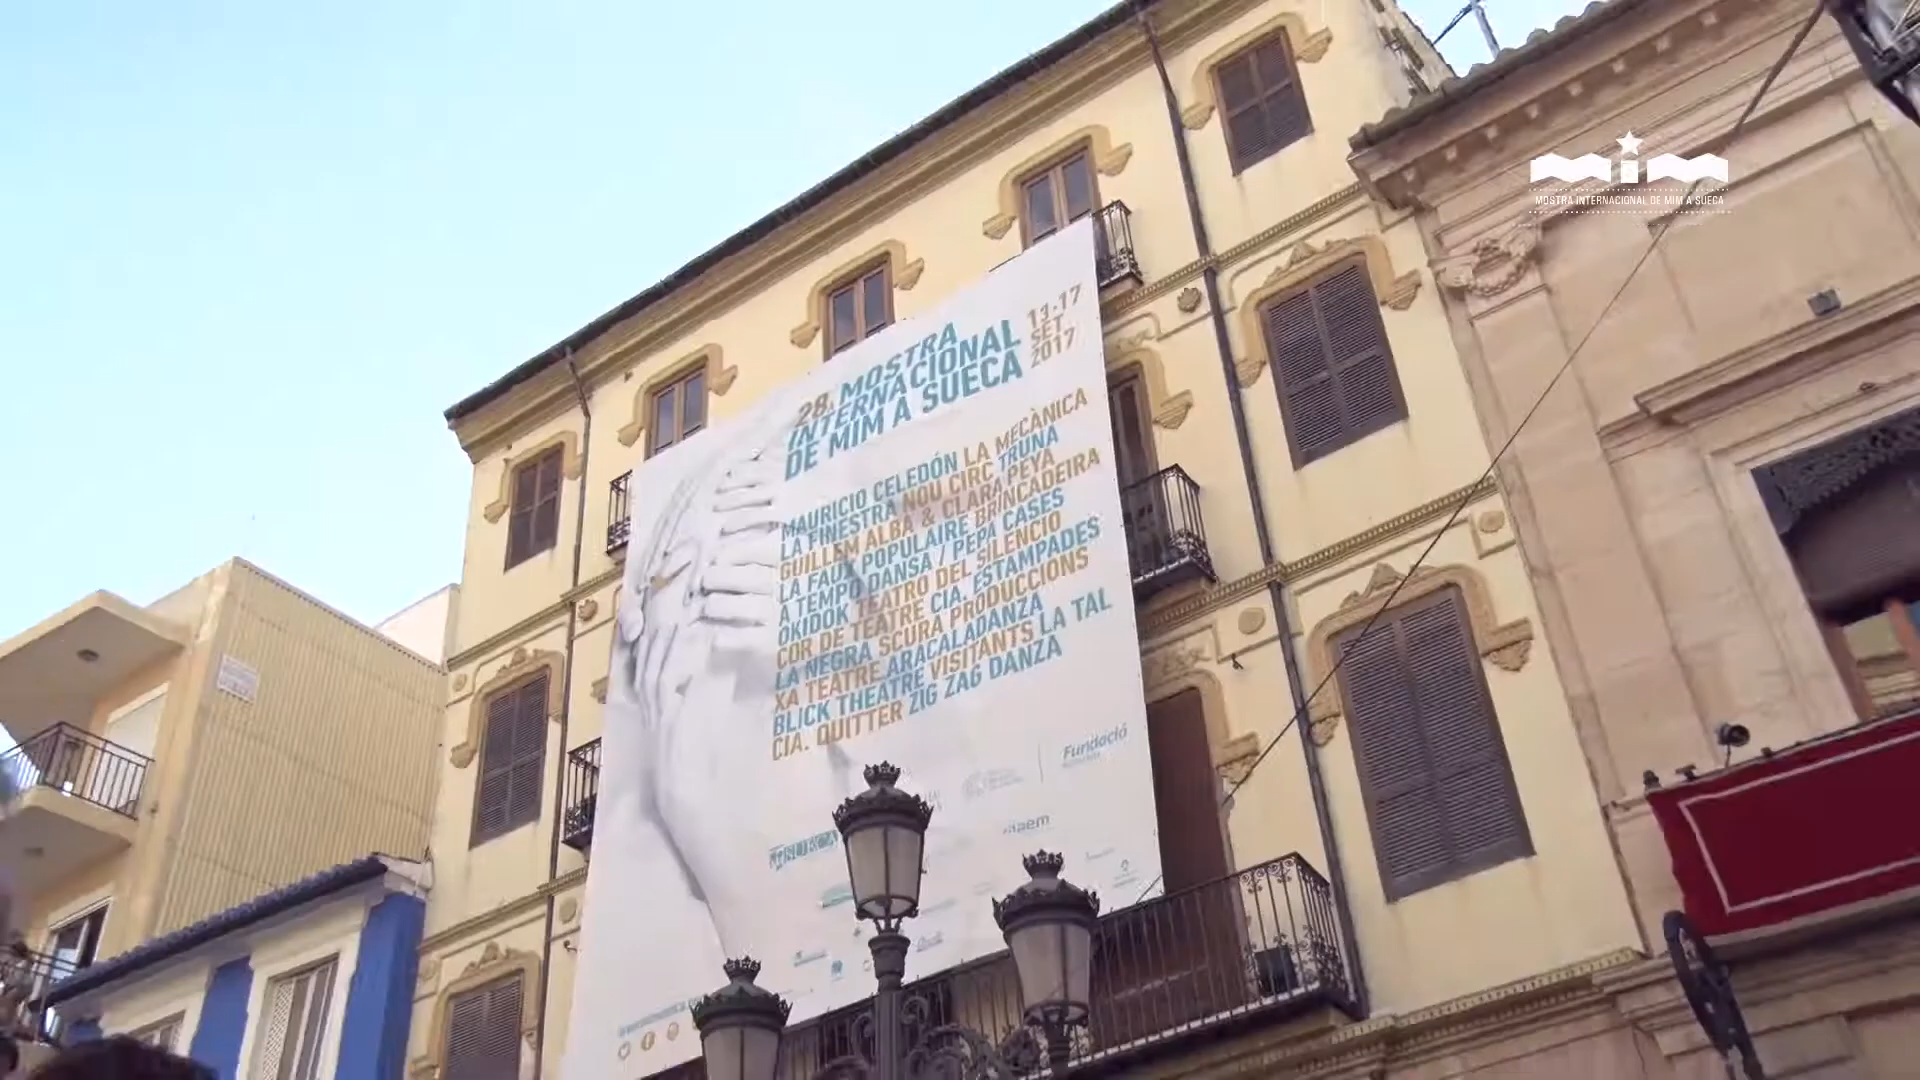 mim
MOSTRA INTERNACIONAL DE MIM A SUECA
28a MOSTRA
INTERNACIONAL
DE MIM A SUECA
13-17
SET
2017
MAURICIO CELEDÓN LA MECÀNICA
LA FINESTRA NOU CIRC TRUNA
GUILLEM ALBÀ & CLARA PEYA
LA FAUX POPULAIRE BRINCADEIRA
A TEMPO DANSA / PEPA CASES
OKIDOK TEATRO DEL SILENCIO
COR DE TEATRE CIA. ESTAMPADES
LA NEGRA SCURA PRODUCCIONS
XA TEATRE ARACALADANZA
BLICK THEATRE VISITANTS LA TAL
CIA. QUITTER ZIG ZAG DANZA
Fundació
SUECA